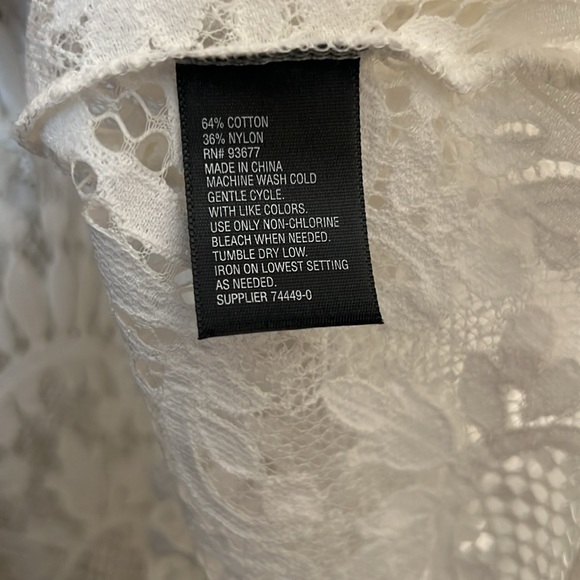 64% COTTON
36% NYLON
RN# 93677
MADE IN CHINA
MACHINE WASH COLD
GENTLE CYCLE.
WITH LIKE COLORS.
USE ONLY NON-CHLORINE
BLEACH WHEN NEEDED.
TUMBLE DRY LOW.
IRON ON LOWEST SETTING
AS NEEDED.
SUPPLIER 74449-0